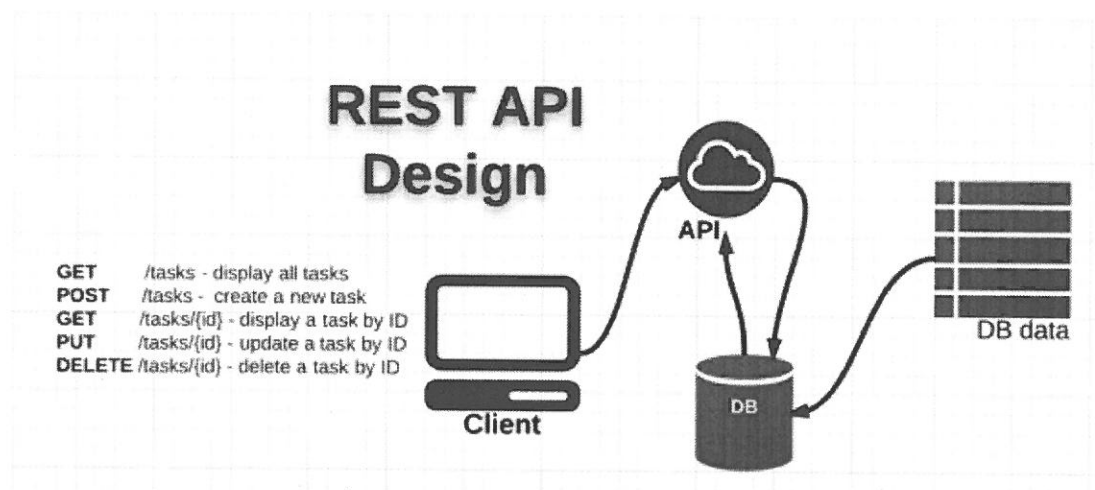 REST API
Design
GET /tasks - display all tasks
POST /tasks - create a new task
GET /tasks/{id} - display a task by ID
PUT /tasks/{id} - update a task by ID
DELETE /tasks/{id} - delete a task by ID
Client
API
DB
DB data